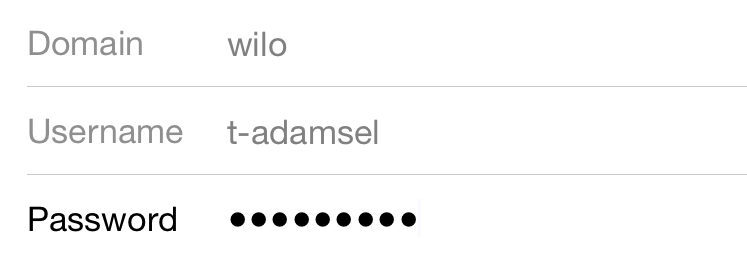 Domain wilo
Username t-adamsel
Password •••••••••